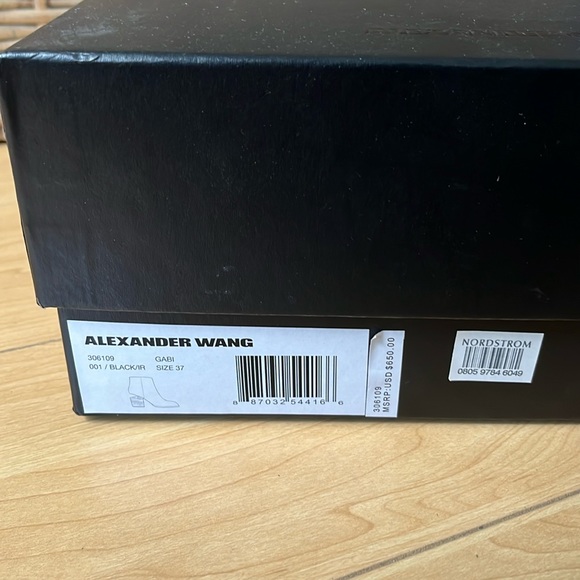 ALEXANDER WANG
306109 GABI
001 / BLACK/IR SIZE 37
8 87032 54416 6
306109
MSRP:USD $650.00
NORDSTROM
0805 9784 6049